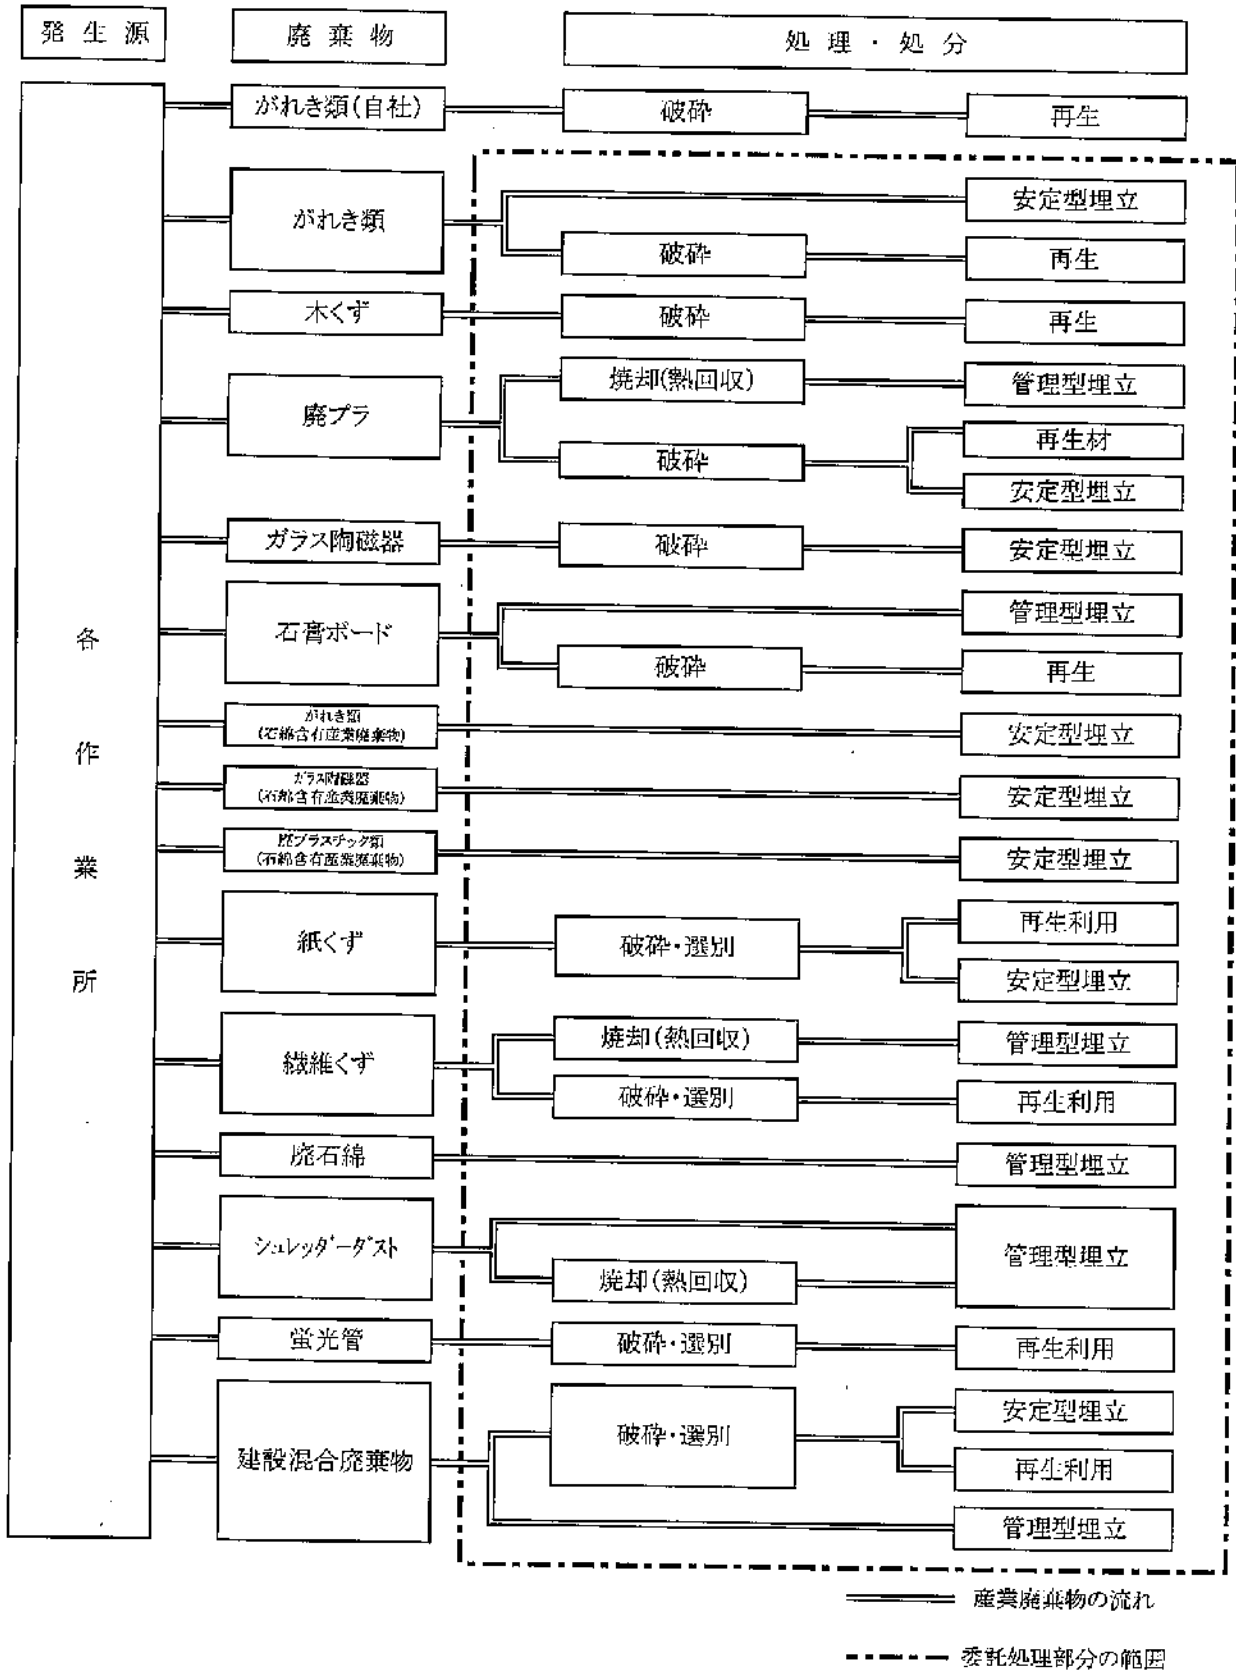 発生源
廃棄物
処理・処分
がれき類(自社)
破砕
再生
がれき類
安定型埋立
破砕
再生
木くず
破砕
再生
廃プラ
焼却(熱回収)
管理型埋立
破砕
再生材
安定型埋立
ガラス陶磁器
破砕
安定型埋立
石膏ボード
管理型埋立
破砕
再生
がれき類
(石綿含有産業廃棄物)
安定型埋立
ガラス陶磁器
(石綿含有産業廃棄物)
安定型埋立
廃プラスチック類
(石綿含有産業廃棄物)
安定型埋立
紙くず
破砕・選別
再生利用
安定型埋立
繊維くず
焼却(熱回収)
管理型埋立
破砕・選別
再生利用
廃石綿
管理型埋立
シュレッダーダスト
管理型埋立
焼却(熱回収)
蛍光管
破砕・選別
再生利用
建設混合廃棄物
破砕・選別
安定型埋立
再生利用
管理型埋立
各作業所
産業廃棄物の流れ
委託処理部分の範囲